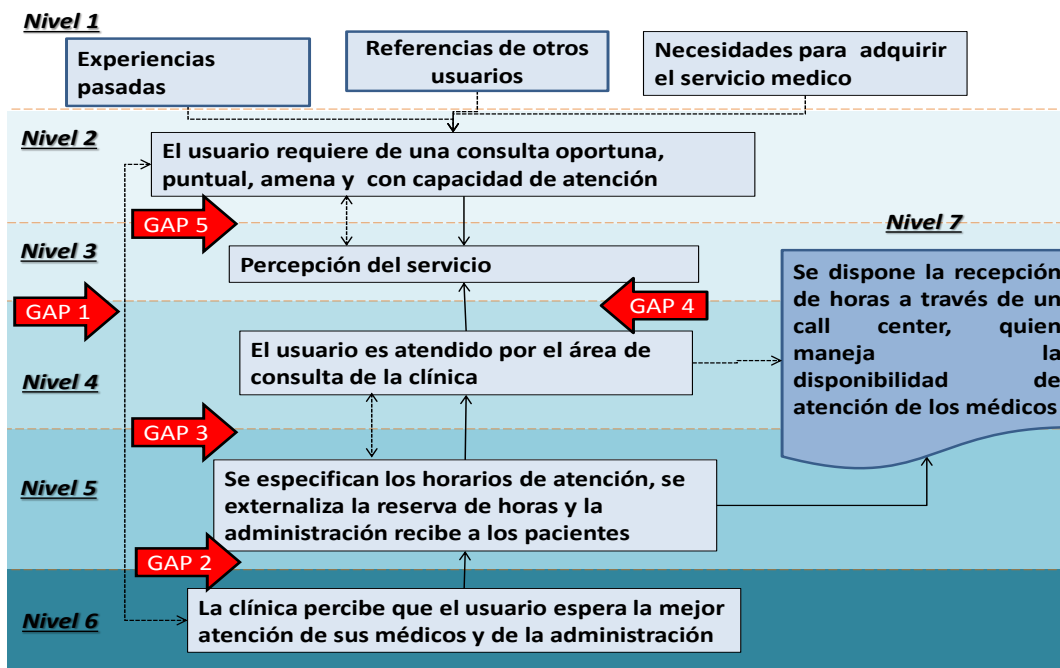 Nivel 1
Experiencias
pasadas
Referencias de otros
usuarios
Necesidades para adquirir
el servicio medico
Nivel 2
El usuario requiere de una consulta oportuna,
puntual, amena y con capacidad de atención
GAP 5
Nivel 7
Nivel 3
Percepción del servicio
Se dispone la recepción
de horas a través de un
call center, quien
maneja la
disponibilidad de
atención de los médicos
GAP 1
GAP 4
El usuario es atendido por el área de
consulta de la clínica
Nivel 4
GAP 3
Nivel 5
Se especifican los horarios de atención, se
externaliza la reserva de horas y la
administración recibe a los pacientes
GAP 2
La clínica percibe que el usuario espera la mejor
atención de sus médicos y de la administración
Nivel 6